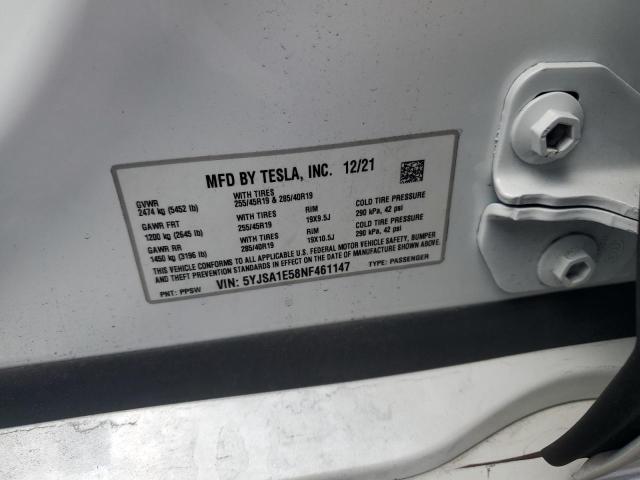 MFD BY TESLA, INC. 12/21
GVWR WITH TIRES
2474 kg (5452 lb) 255/45R19 & 285/40R19
GAWR FRT WITH TIRES RIM COLD TIRE PRESSURE
1200 kg (2645 lb) 255/45R19 19X9.5J 290 kPa, 42 psi
GAWR RR WITH TIRES RIM COLD TIRE PRESSURE
1450 kg (3196 lb) 285/40R19 19X10.5J 290 kPa, 42 psi
THIS VEHICLE CONFORMS TO ALL APPLICABLE U.S. FEDERAL MOTOR VEHICLE SAFETY, BUMPER
AND THEFT PREVENTION STANDARDS IN EFFECT ON THE DATE OF MANUFACTURE SHOWN ABOVE.
PNT: PPSW VIN: 5YJSA1E58NF461147 TYPE: PASSENGER